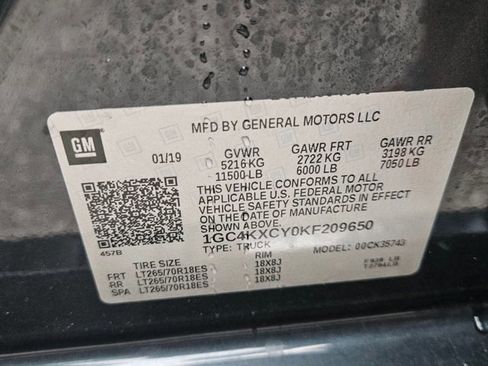 MFD BY GENERAL MOTORS LLC
GM
01/19 GVWR GAWR FRT GAWR RR
5216 KG 2722 KG 3198 KG
11500 LB 6000 LB 7050 LB
THIS VEHICLE CONFORMS TO ALL
APPLICABLE U.S. FEDERAL MOTOR
VEHICLE SAFETY STANDARDS IN EFFECT
ON THE DATE OF MANUFACTURE
1GC4KXCY0KF209650
457B TYPE: TRUCK MODEL: 00CK35743
TIRE SIZE RIM
FRT LT265/70R18ES 18X8J
RR LT265/70R18ES 18X8J
SPA LT265/70R18ES 18X8J